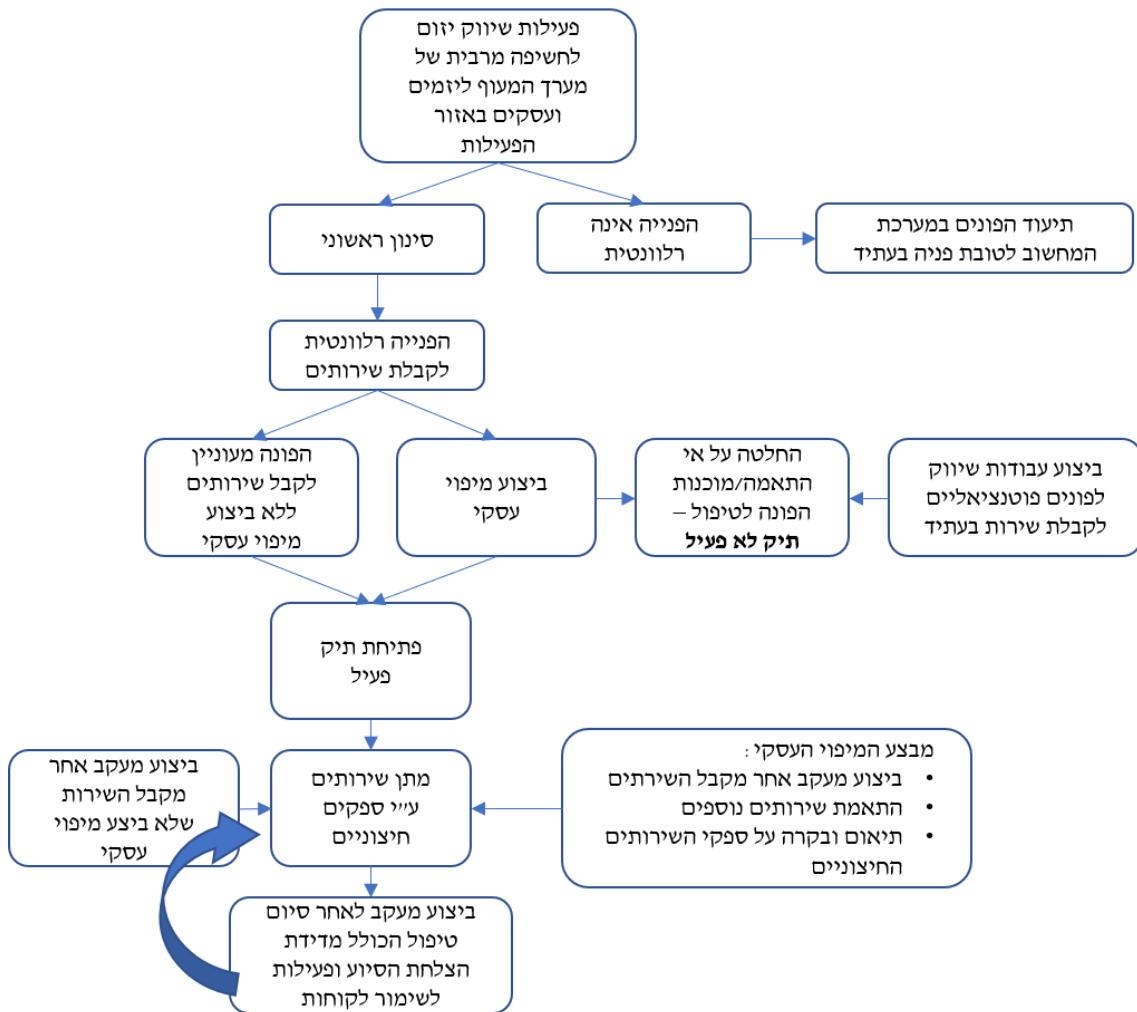 פעילות שיווק יזום
לחשיפה מרבית של
מערך המעוף ליזמים
ועסקים באזור
הפעילות
סינון ראשוני
הפנייה אינה
רלוונטית
תיעוד הפונים במערכת
המחשוב לטובת פניה בעתיד
הפנייה רלוונטית
לקבלת שירותים
הפונה מעוניין
לקבל שירותים
ללא ביצוע
מיפוי עסקי
ביצוע מיפוי
עסקי
החלטה על אי
התאמה/מוכנות
הפונה לטיפול –
תיק לא פעיל
ביצוע עבודות שיווק
לפונים פוטנציאליים
לקבלת שירות בעתיד
פתיחת תיק
פעיל
ביצוע מעקב אחר
מקבל השירות
שלא ביצע מיפוי
עסקי
מתן שירותים
ע״י ספקים
חיצוניים
מבצע המיפוי העסקי:
• ביצוע מעקב אחר מקבל השירתים
• התאמת שירותים נוספים
• תיאום ובקרה על ספקי השירותים
החיצוניים
ביצוע מעקב לאחר סיום
טיפול הכולל מדידת
הצלחת הסיוע ופעילות
לשימור לקוחות